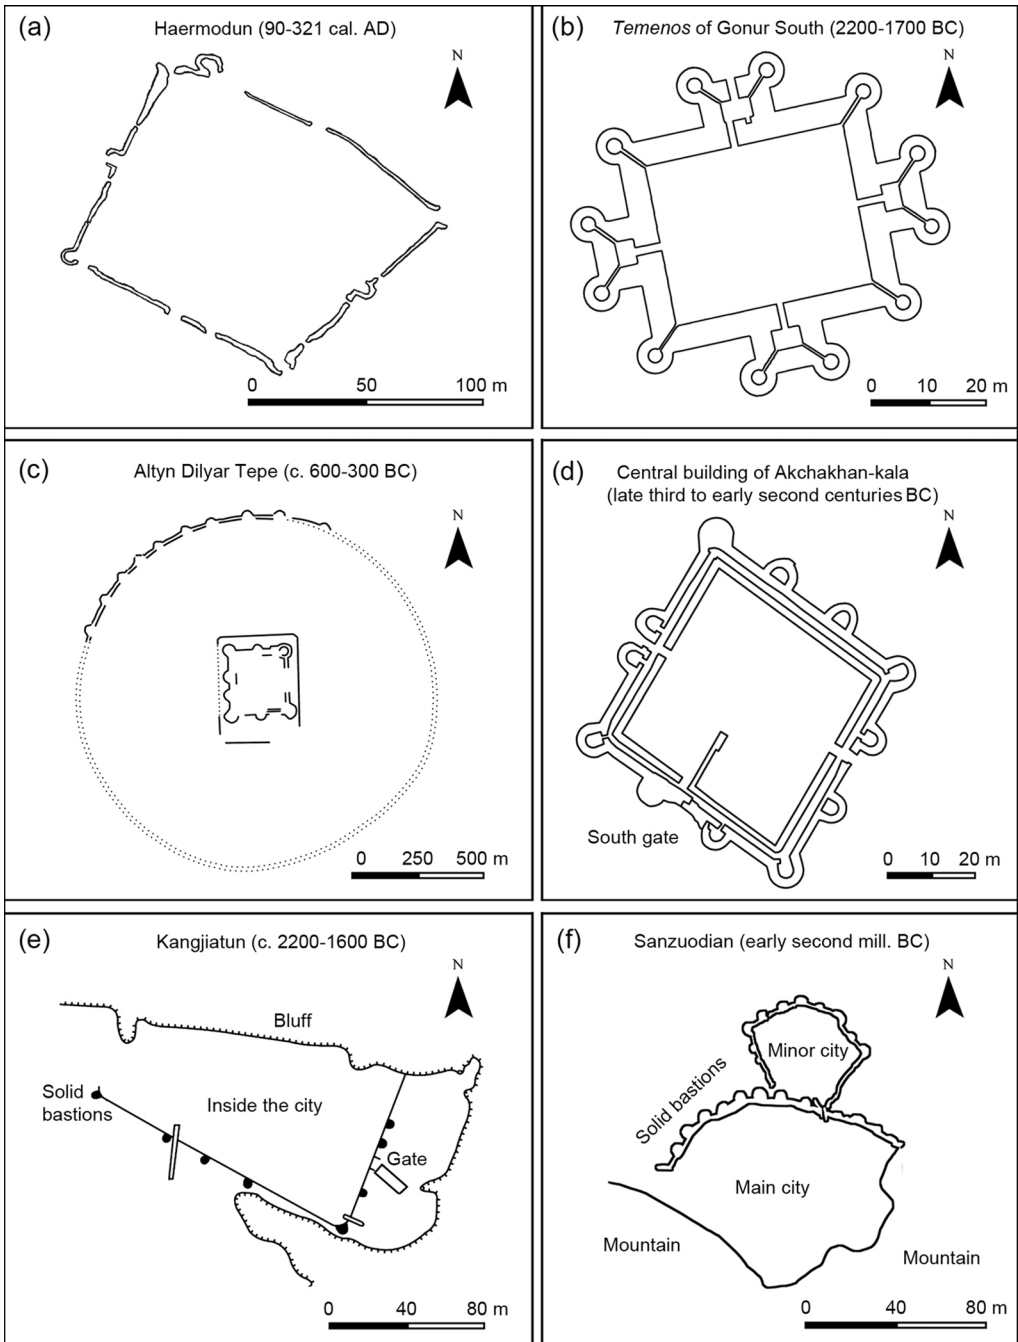 (a)
Haermodun (90-321 cal. AD)
N
0 50 100 m
(b)
Temenos of Gonur South (2200-1700 BC)
N
0 10 20 m
(c)
Altyn Dilyar Tepe (c. 600-300 BC)
N
0 250 500 m
(d)
Central building of Akchakhan-kala
(late third to early second centuries BC)
N
South gate
0 10 20 m
(e)
Kangjiatun (c. 2200-1600 BC)
N
Bluff
Solid
bastions
Inside the city
Gate
0 40 80 m
(f)
Sanzuodian (early second mill. BC)
N
Minor city
Solid bastions
Main city
Mountain
Mountain
0 40 80 m